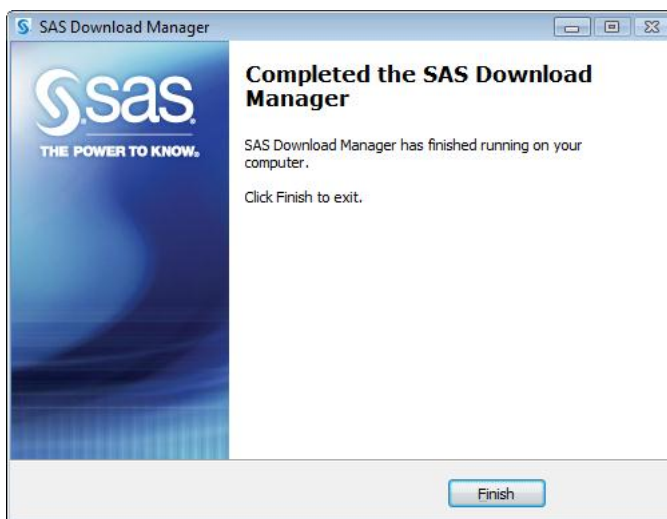 SAS Download Manager
sas
THE POWER TO KNOW.
Completed the SAS Download
Manager
SAS Download Manager has finished running on your
computer.
Click Finish to exit.
Finish